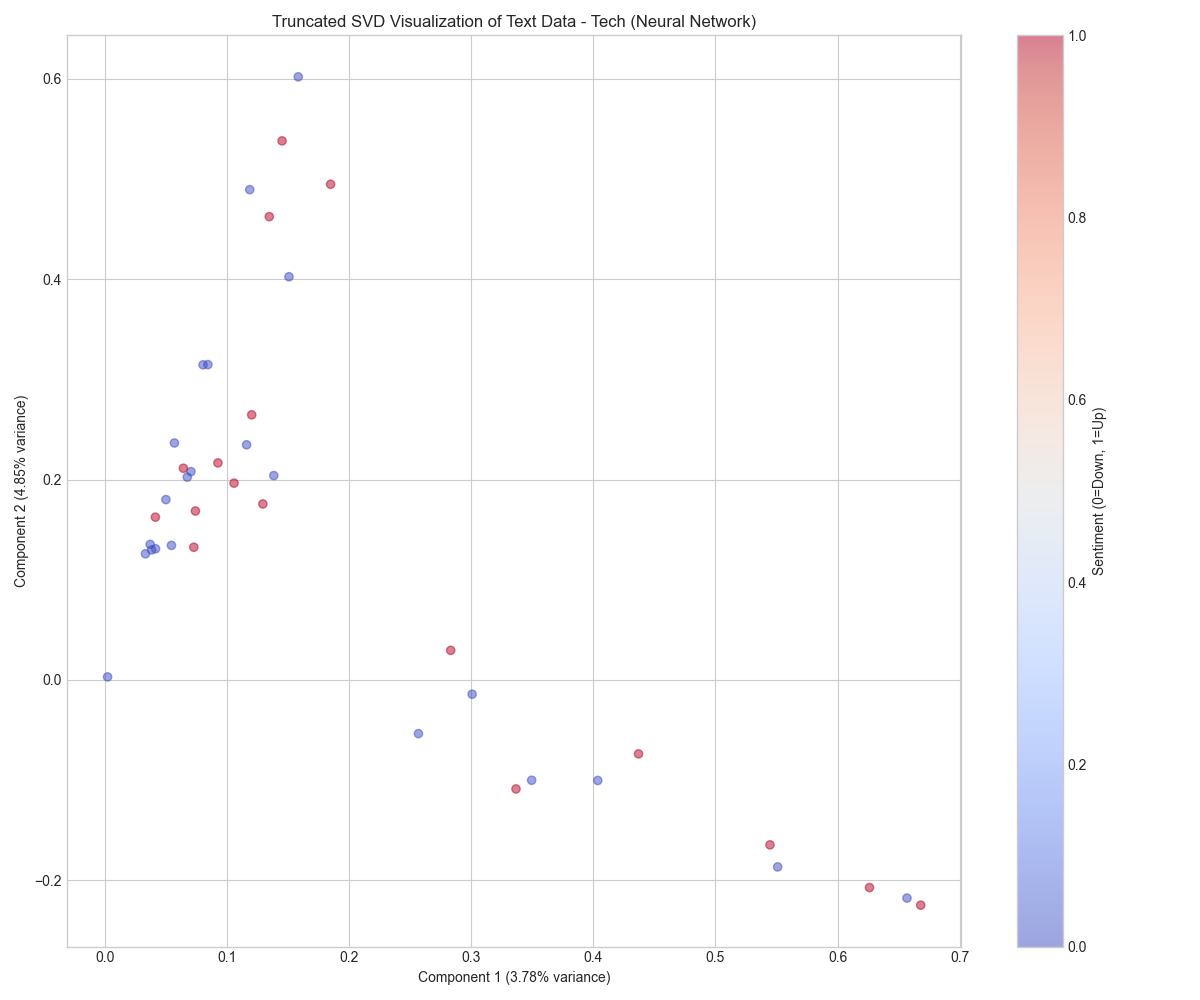 Truncated SVD Visualization of Text Data - Tech (Neural Network)
Component 2 (4.85% variance)
0.6
0.4
0.2
0.0
−0.2
0.0 0.1 0.2 0.3 0.4 0.5 0.6 0.7
Component 1 (3.78% variance)
1.0
0.8
0.6
0.4
0.2
0.0
Sentiment (0=Down, 1=Up)